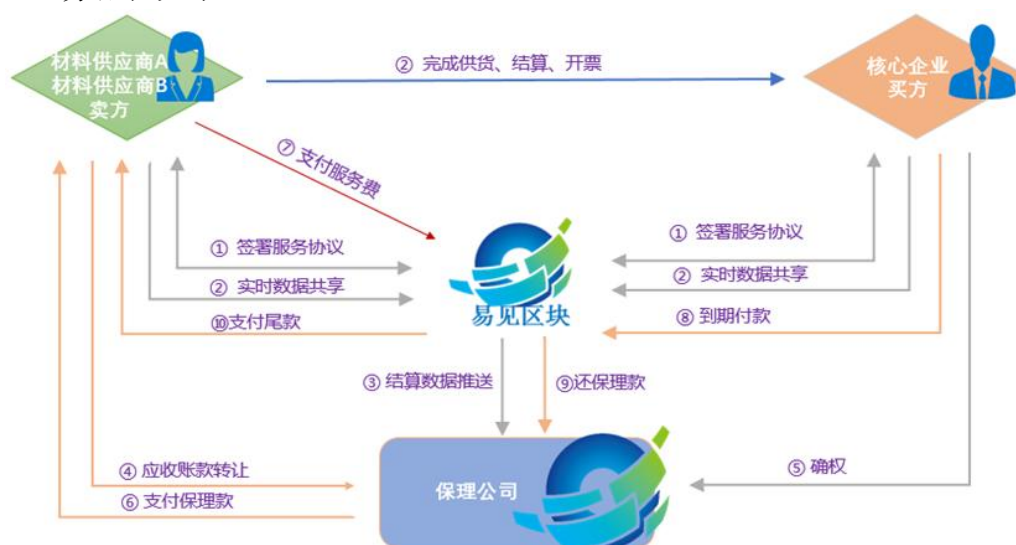 材料供应商A
材料供应商B
卖方
② 完成供货、结算、开票
核心企业
买方
⑦ 支付服务费
① 签署服务协议
① 签署服务协议
② 实时数据共享
② 实时数据共享
易见区块
⑩支付尾款
⑧ 到期付款
③ 结算数据推送
⑨还保理款
④ 应收账款转让
⑤ 确权
保理公司
⑥ 支付保理款